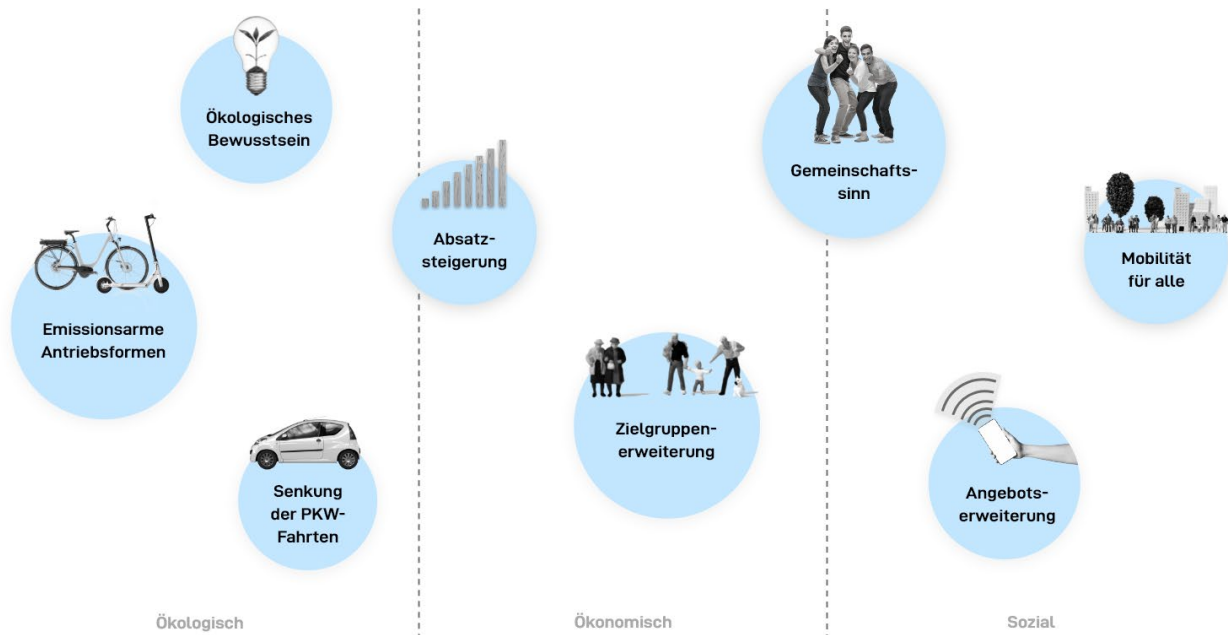 Ökologisches
Bewusstsein
Emissionsarme
Antriebsformen
Senkung
der PKW-
Fahrten
Absatz-
steigerung
Zielgruppen-
erweiterung
Gemeinschafts-
sinn
Mobilität
für alle
Angebots-
erweiterung
Ökologisch
Ökonomisch
Sozial